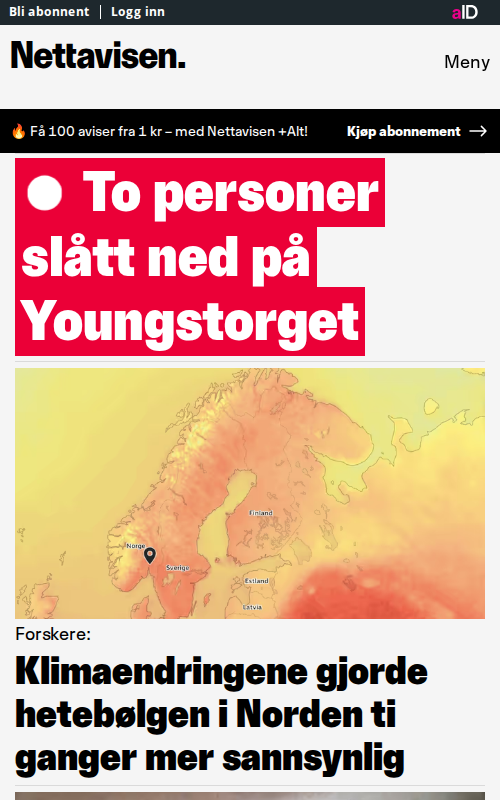 Bli abonnent
Logg inn
aID
Nettavisen.
Meny
🔥 Få 100 aviser fra 1 kr – med Nettavisen +Alt!
Kjøp abonnement →
To personer
slått ned på
Youngstorget
Finland
Norge
Sverige
Estland
Latvia
Forskere:
Klimaendringene gjorde
hetebølgen i Norden ti
ganger mer sannsynlig